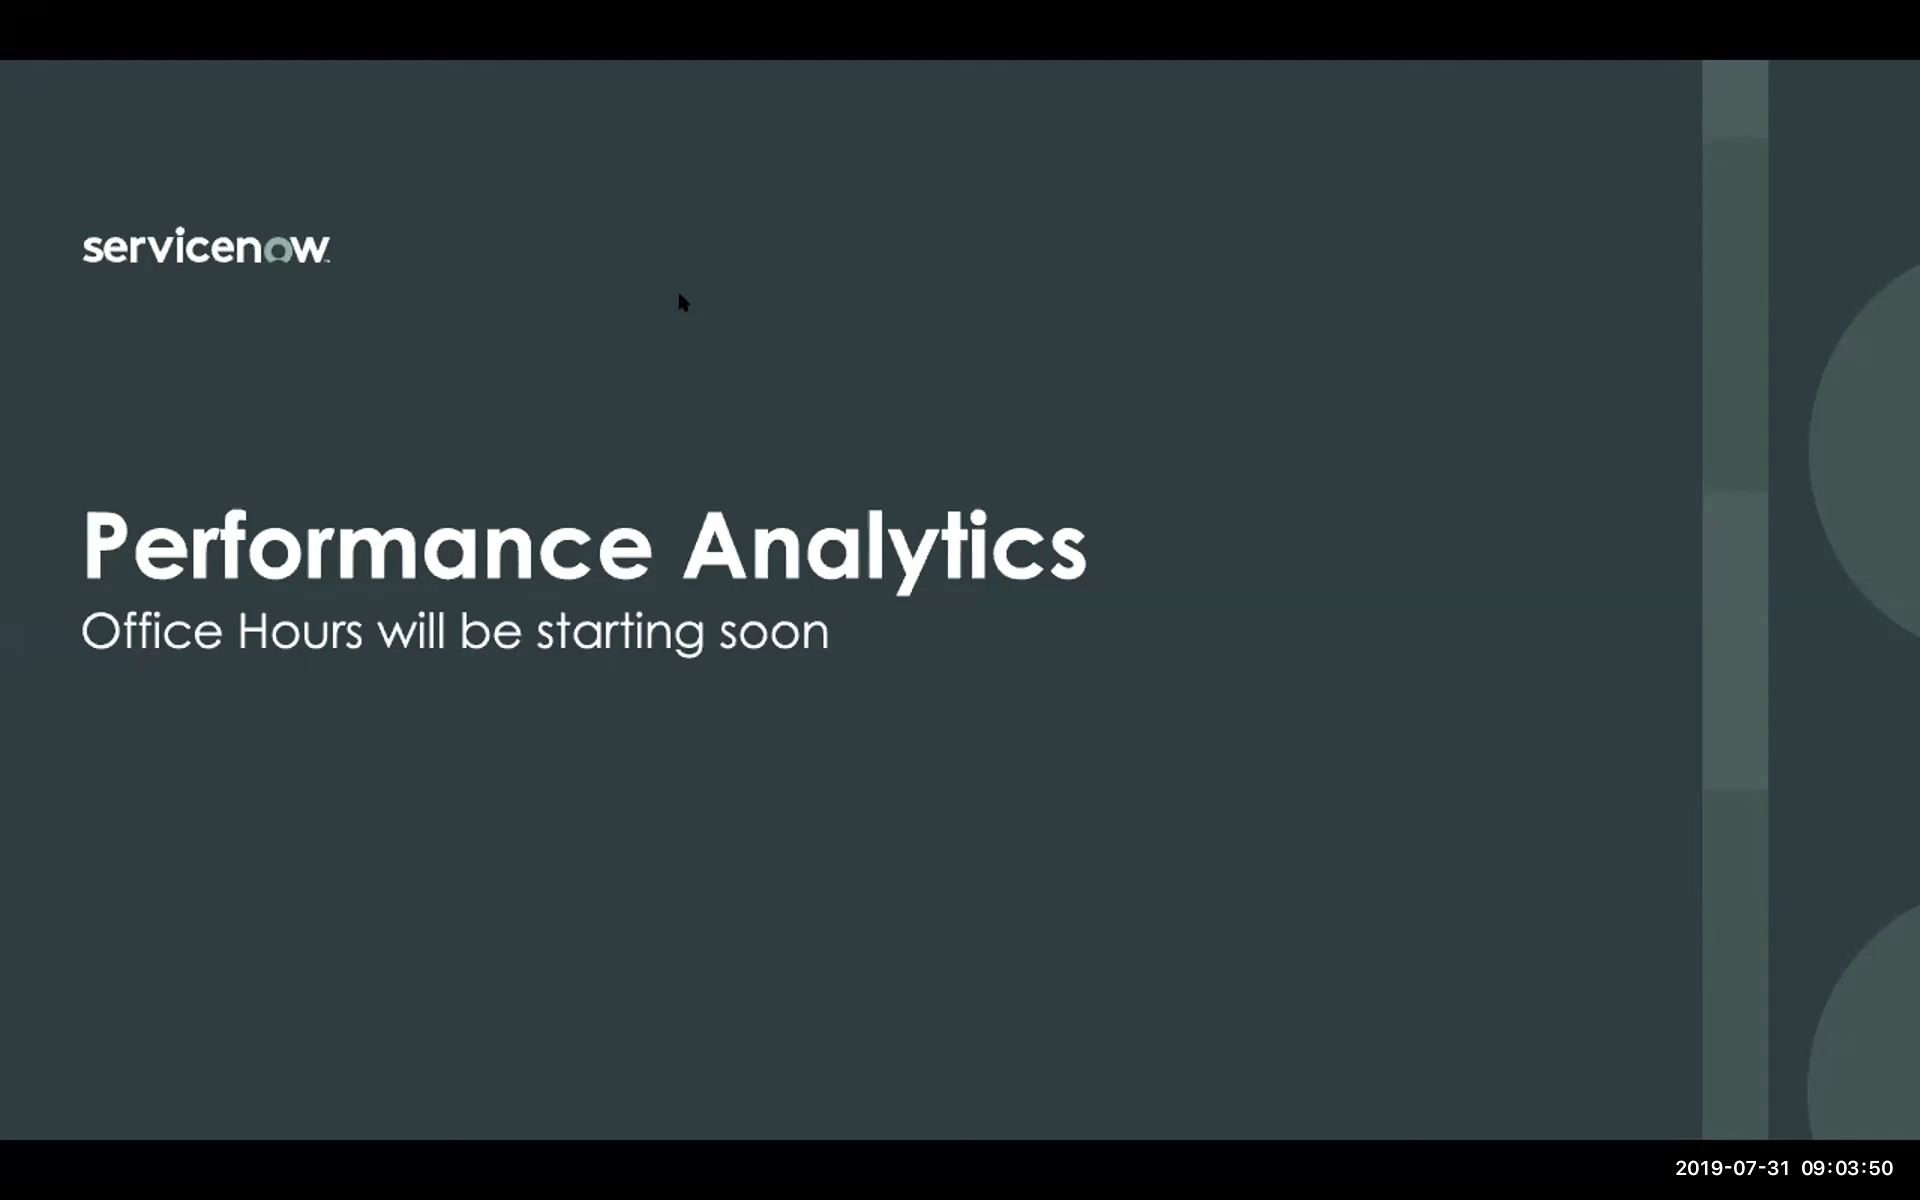 servicenow
Performance Analytics
Office Hours will be starting soon
2019-07-31 09:03:50